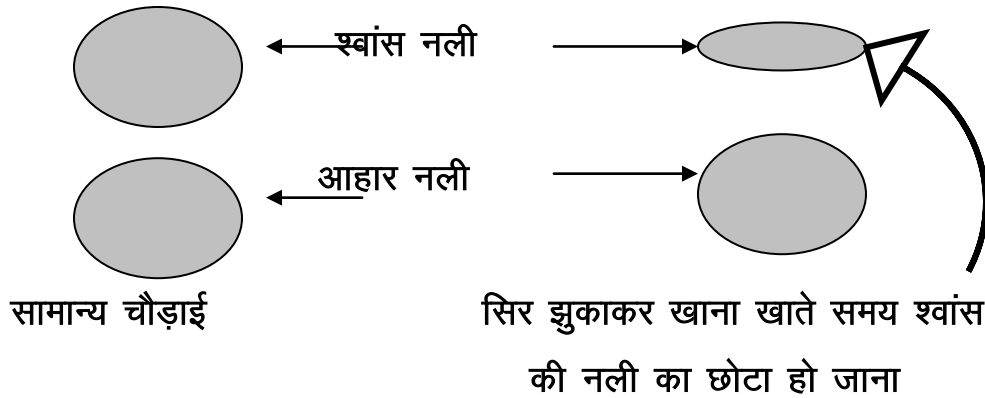 श्वांस नली
आहार नली
सामान्य चौड़ाई
सिर झुकाकर खाना खाते समय श्वांस
की नली का छोटा हो जाना